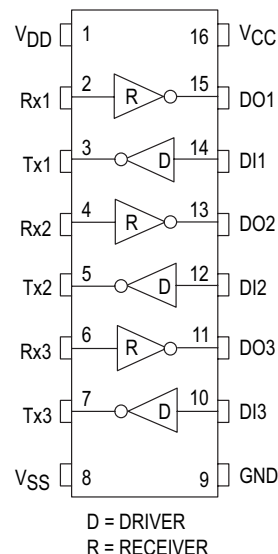 VDD 1 16 VCC
Rx1 2 R 15 DO1
Tx1 3 D 14 DI1
Rx2 4 R 13 DO2
Tx2 5 D 12 DI2
Rx3 6 R 11 DO3
Tx3 7 D 10 DI3
VSS 8 9 GND
D = DRIVER
R = RECEIVER